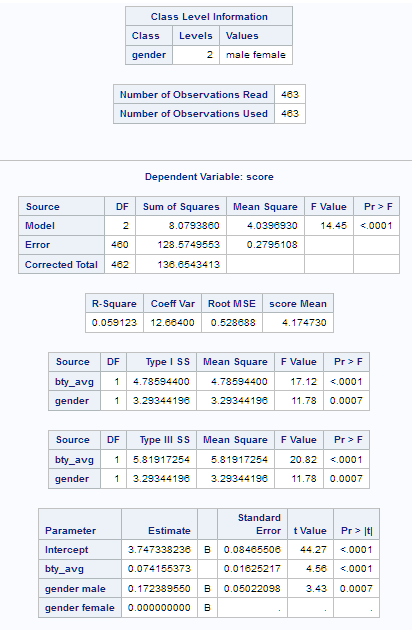 Class Level Information
Class Levels Values
gender 2 male female
Number of Observations Read 463
Number of Observations Used 463
Dependent Variable: score
Source DF Sum of Squares Mean Square F Value Pr > F
Model 2 8.0793860 4.0396930 14.45 <.0001
Error 460 128.5749553 0.2795108
Corrected Total 462 136.6543413
R-Square Coeff Var Root MSE score Mean
0.059123 12.66400 0.528688 4.174730
Source DF Type I SS Mean Square F Value Pr > F
bty_avg 1 4.78594400 4.78594400 17.12 <.0001
gender 1 3.29344196 3.29344196 11.78 0.0007
Source DF Type III SS Mean Square F Value Pr > F
bty_avg 1 5.81917254 5.81917254 20.82 <.0001
gender 1 3.29344196 3.29344196 11.78 0.0007
Parameter Estimate Standard Error t Value Pr > |t|
Intercept 3.747338236 B 0.08465506 44.27 <.0001
bty_avg 0.074155373 0.01625217 4.56 <.0001
gender male 0.172389550 B 0.05022098 3.43 0.0007
gender female 0.000000000 B . . .